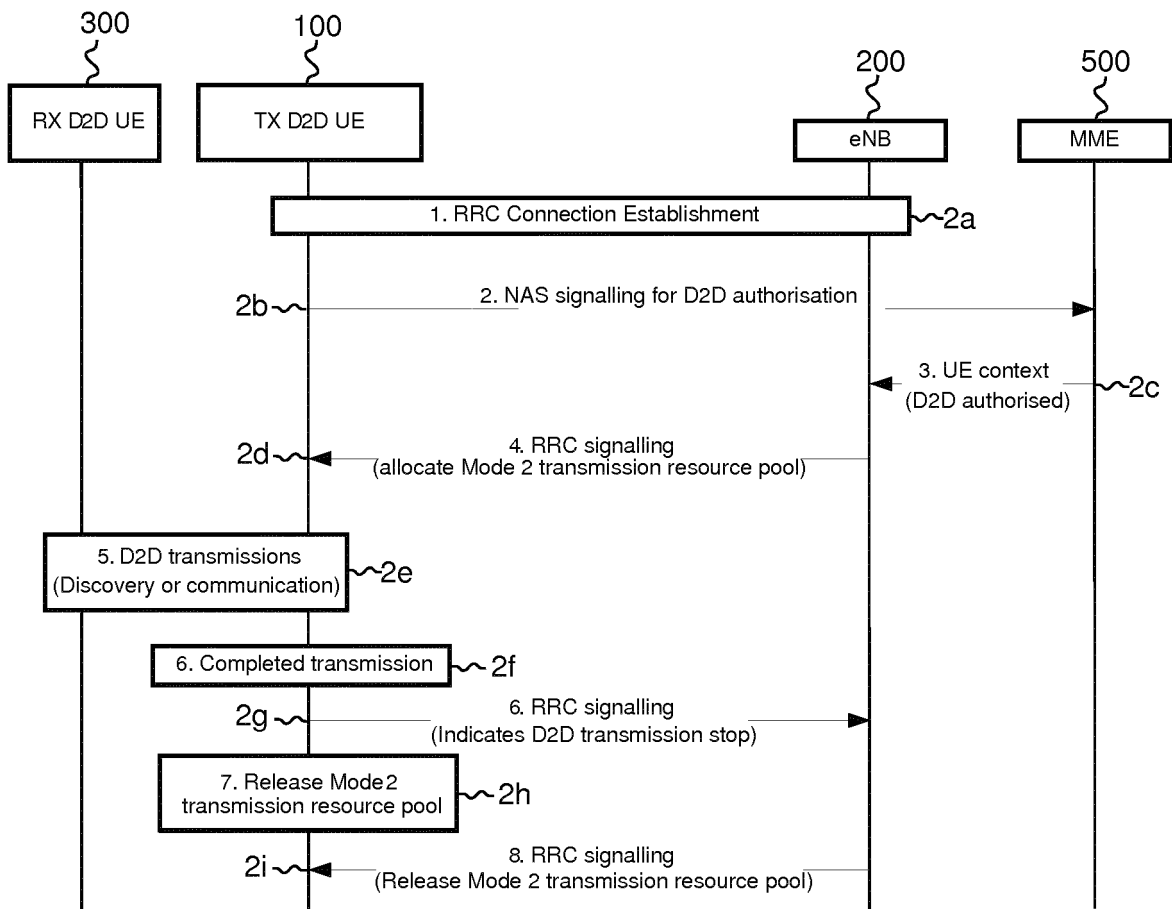 300
100
200
500
RX D2D UE
TX D2D UE
eNB
MME
1. RRC Connection Establishment
2a
2b
2. NAS signalling for D2D authorisation
3. UE context
(D2D authorised)
2c
2d
4. RRC signalling
(allocate Mode 2 transmission resource pool)
5. D2D transmissions
(Discovery or communication)
2e
6. Completed transmission
2f
2g
6. RRC signalling
(Indicates D2D transmission stop)
7. Release Mode 2
transmission resource pool
2h
2i
8. RRC signalling
(Release Mode 2 transmission resource pool)